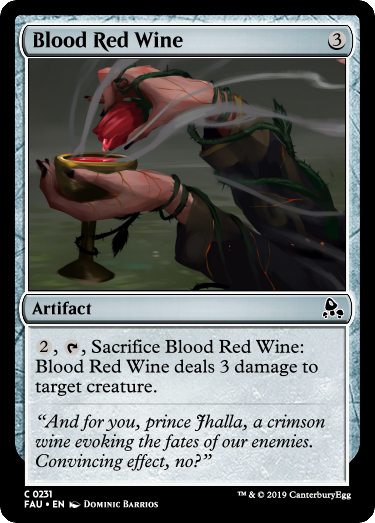 Blood Red Wine 3
Artifact
2, , Sacrifice Blood Red Wine:
Blood Red Wine deals 3 damage to
target creature.
“And for you, prince Jhalla, a crimson
wine evoking the fates of our enemies.
Convincing effect, no?”
C 0231
FAU • EN Dominic Barrios
™ & © 2019 CanterburyEgg